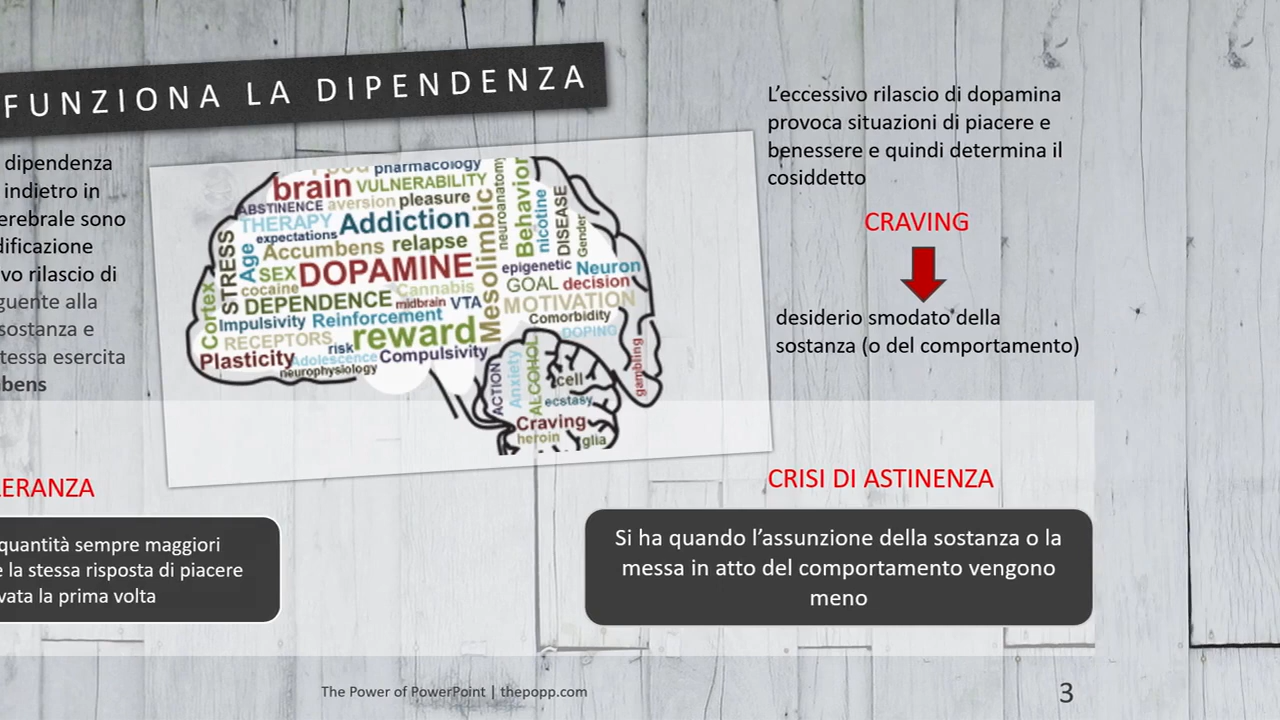 FUNZIONA LA DIPENDENZA
dipendenza
indietro in
erebrale sono
dificazione
vo rilascio di
guente alla
sostanza e
stessa esercita
bens
pharmacology
brain VULNERABILITY
ABSTINENCE aversion pleasure
THERAPY Addiction
expectations
Accumbens relapse
STRESS
Age
SEX DOPAMINE
cocaine Cannabis
DEPENDENCE midbrain VTA
Cortex
Impulsivity Reinforcement
RECEPTORS reward
risk
Plasticity Adolescence Compulsivity
neurophysiology
Mesolimbic
neuroanatomy
Behavior
nicotine
DISEASE
Gender
epigenetic Neuron
GOAL decision
MOTIVATION
Comorbidity
DOPING
gambling
ACTION
Anxiety
ALCOHOL
cell
ecstasy
Craving
heroin glia
L’eccessivo rilascio di dopamina
provoca situazioni di piacere e
benessere e quindi determina il
cosiddetto
CRAVING
desiderio smodato della
sostanza (o del comportamento)
ERANZA
quantità sempre maggiori
e la stessa risposta di piacere
vata la prima volta
CRISI DI ASTINENZA
Si ha quando l’assunzione della sostanza o la
messa in atto del comportamento vengono
meno
The Power of PowerPoint | thepopp.com
3